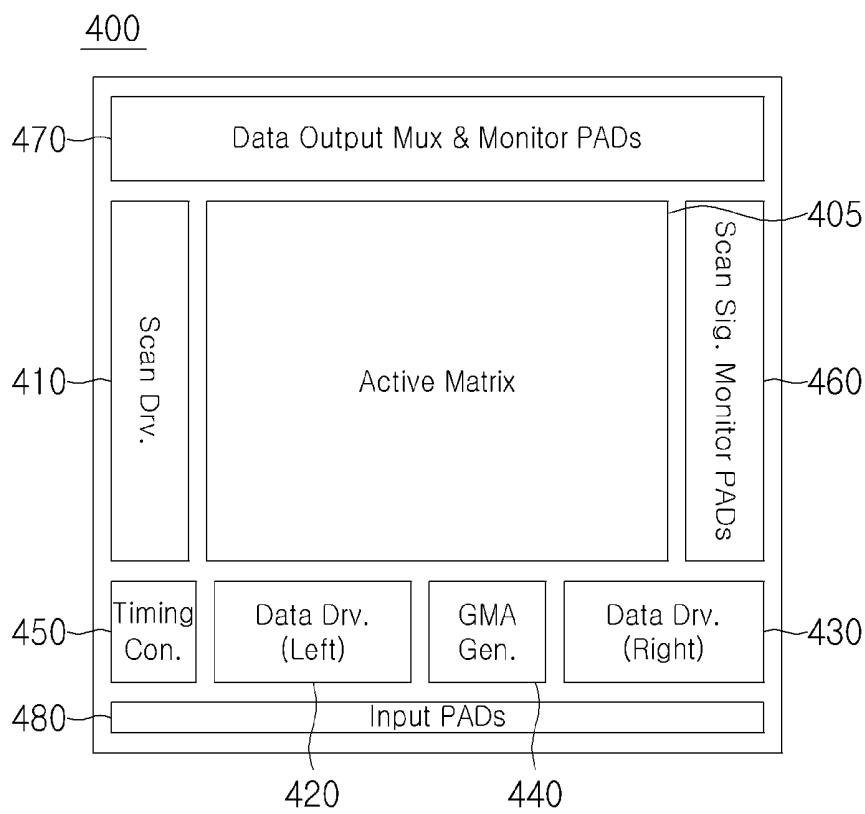 400
470
Data Output Mux & Monitor PADs
405
410
Scan Drv.
Active Matrix
Scan Sig. Monitor PADs
460
450
Timing
Con.
Data Drv.
(Left)
GMA
Gen.
Data Drv.
(Right)
430
480
Input PADs
420
440